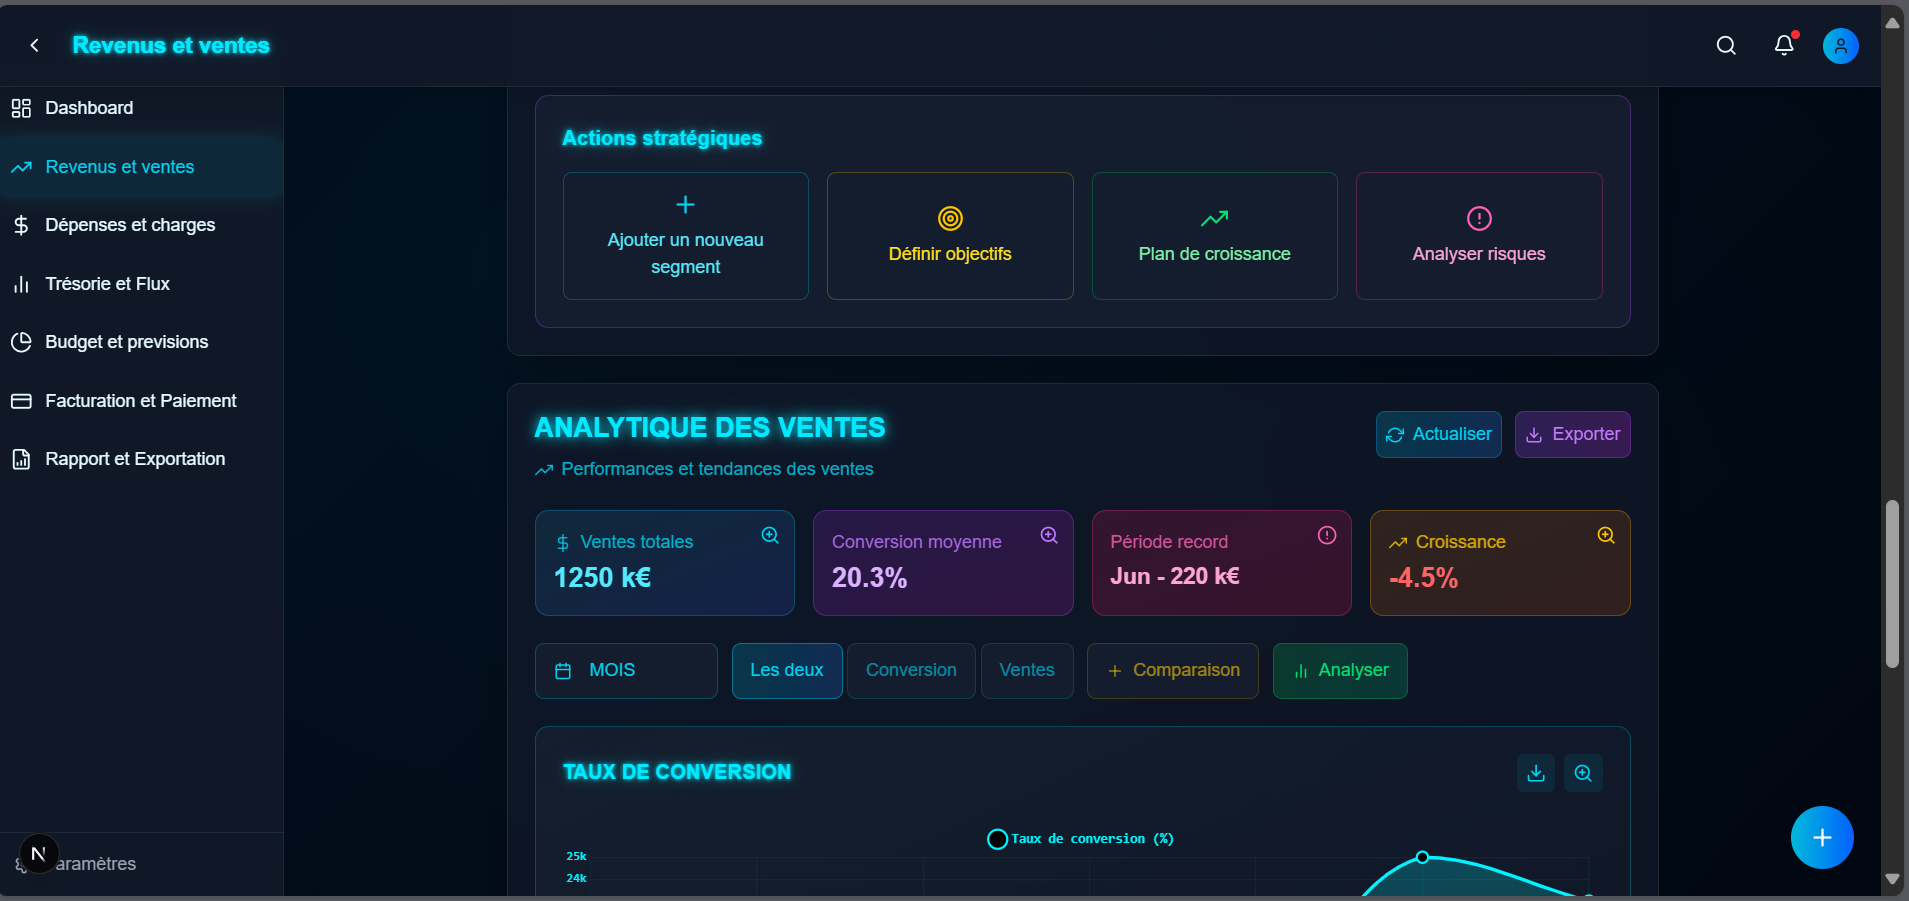 Revenus et ventes
Dashboard
Revenus et ventes
Dépenses et charges
Trésorie et Flux
Budget et previsions
Facturation et Paiement
Rapport et Exportation
N
aramètres
Actions stratégiques
Ajouter un nouveau
segment
Définir objectifs
Plan de croissance
Analyser risques
ANALYTIQUE DES VENTES
Performances et tendances des ventes
Actualiser
Exporter
Ventes totales
1250 k€
Conversion moyenne
20.3%
Période record
Jun - 220 k€
Croissance
-4.5%
MOIS
Les deux
Conversion
Ventes
Comparaison
Analyser
TAUX DE CONVERSION
Taux de conversion (%)
25k
24k